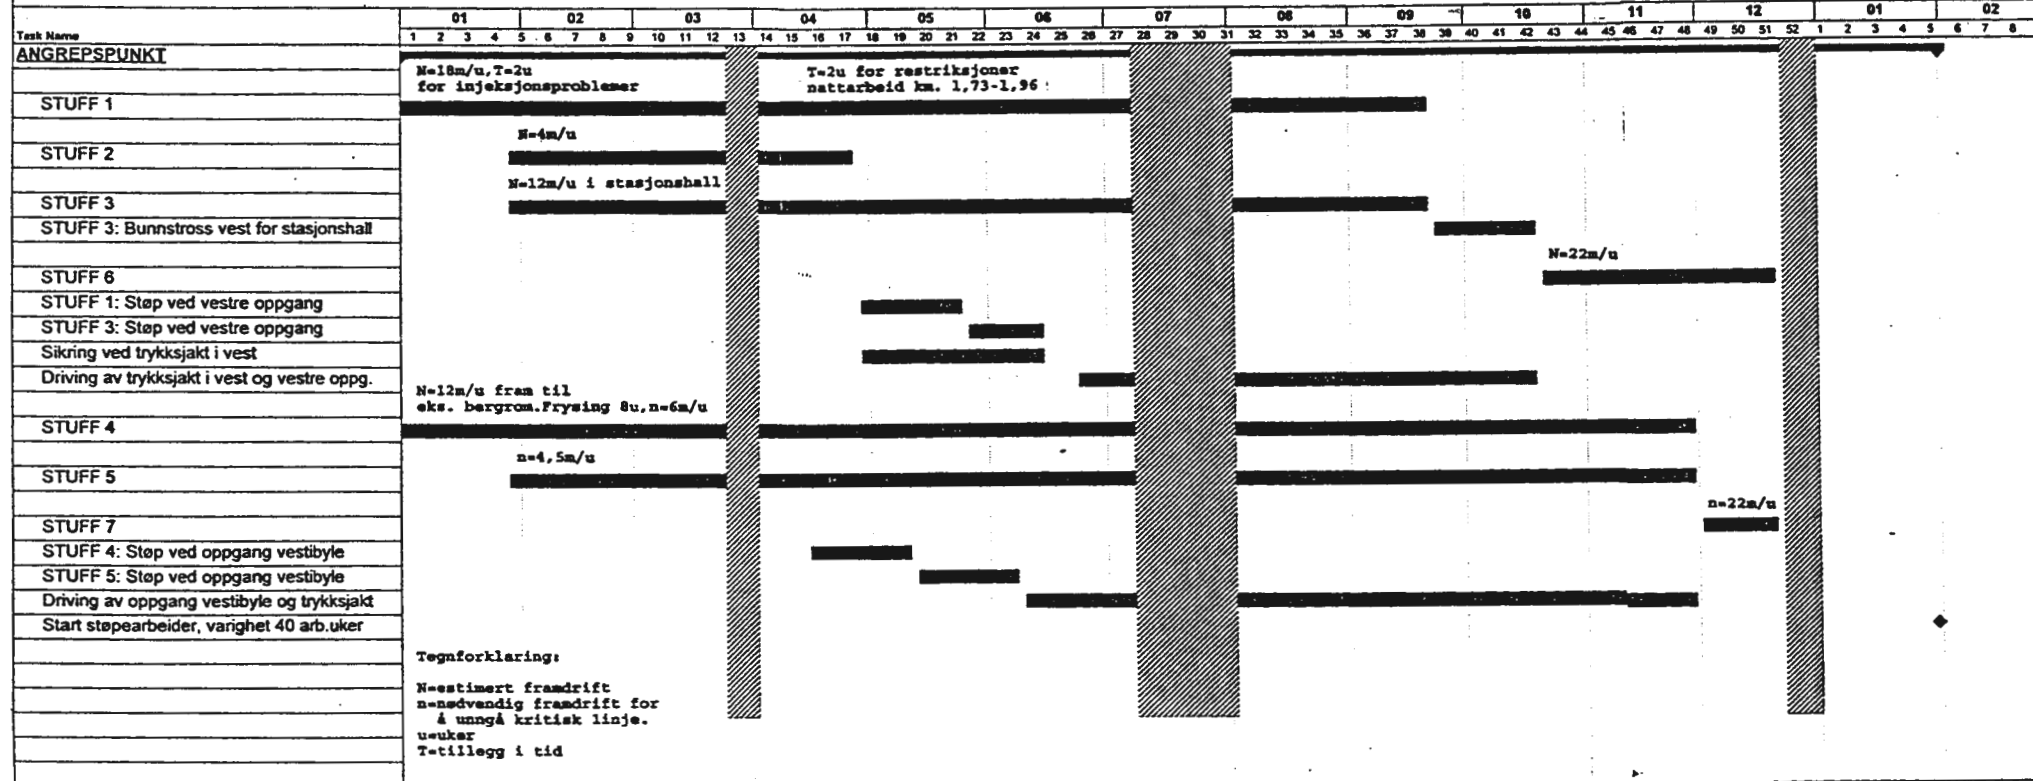 01 02 03 04 05 06 07 08 09 10 11 12 01 02
Task Name 1 2 3 4 5 6 7 8 9 10 11 12 13 14 15 16 17 18 19 20 21 22 23 24 25 26 27 28 29 30 31 32 33 34 35 36 37 38 39 40 41 42 43 44 45 46 47 48 49 50 51 52 1 2 3 4 5 6 7 8
ANGREPSPUNKT
N=18m/u,T=2u
for injeksjonsproblemer
T=2u for restriksjoner
nattarbeid km. 1,73-1,96
STUFF 1
N=4m/u
STUFF 2
N=12m/u i stasjonshall
STUFF 3
STUFF 3: Bunnstross vest for stasjonshall
N=22m/u
STUFF 6
STUFF 1: Støp ved vestre oppgang
STUFF 3: Støp ved vestre oppgang
Sikring ved trykksjakt i vest
Driving av trykksjakt i vest og vestre oppg.
N=12m/u fram til
eks. bergrom.Frysing 8u,n=6m/u
STUFF 4
n=4,5m/u
STUFF 5
n=22m/u
STUFF 7
STUFF 4: Støp ved oppgang vestibyle
STUFF 5: Støp ved oppgang vestibyle
Driving av oppgang vestibyle og trykksjakt
Start støpearbeider, varighet 40 arb.uker
Tegnforklaring:
N=estimert framdrift
n=nødvendig framdrift for
å unngå kritisk linje.
u=uker
T=tillegg i tid